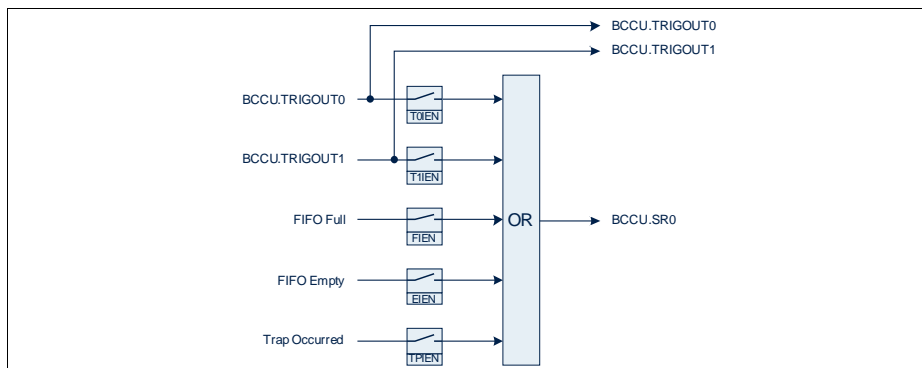 BCCU.TRIGOUT0
BCCU.TRIGOUT1
BCCU.TRIGOUT0
T0IEN
BCCU.TRIGOUT1
T1IEN
FIFO Full
FIEN
OR
BCCU.SR0
FIFO Empty
EIEN
Trap Occurred
TPIEN